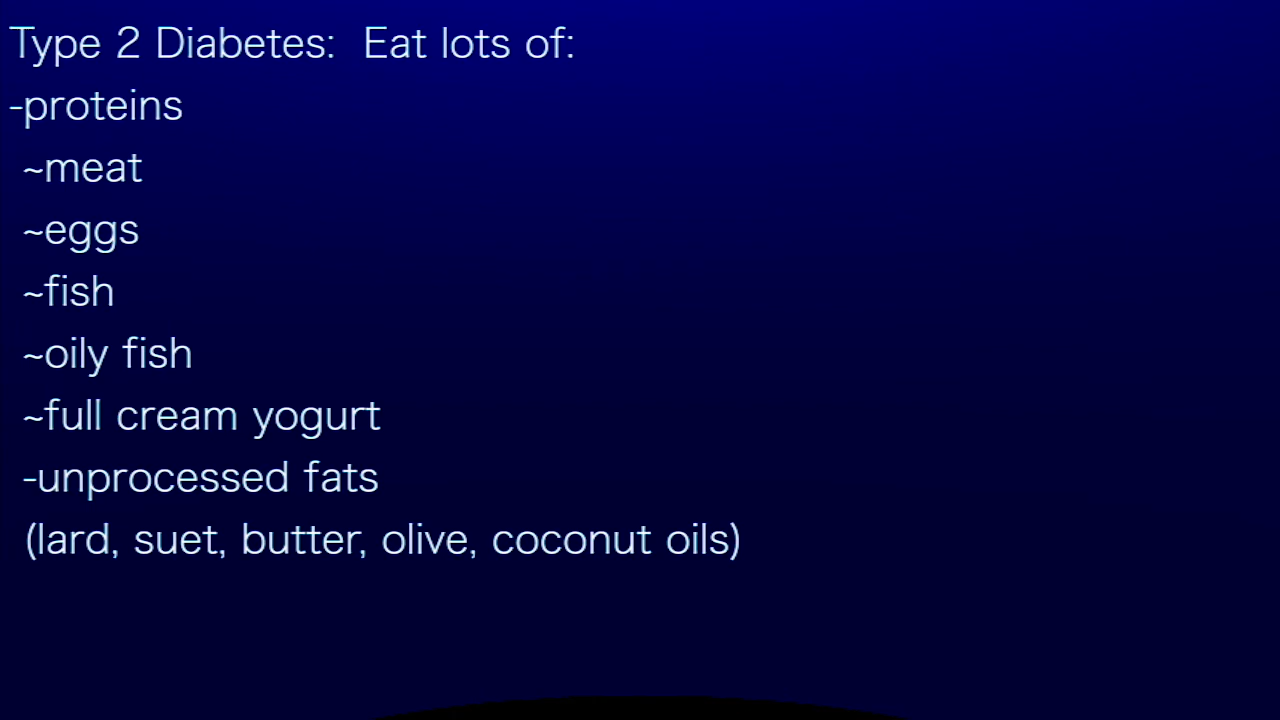 Type 2 Diabetes:  Eat lots of:
-proteins
~meat
~eggs
~fish
~oily fish
~full cream yogurt
-unprocessed fats
(lard, suet, butter, olive, coconut oils)